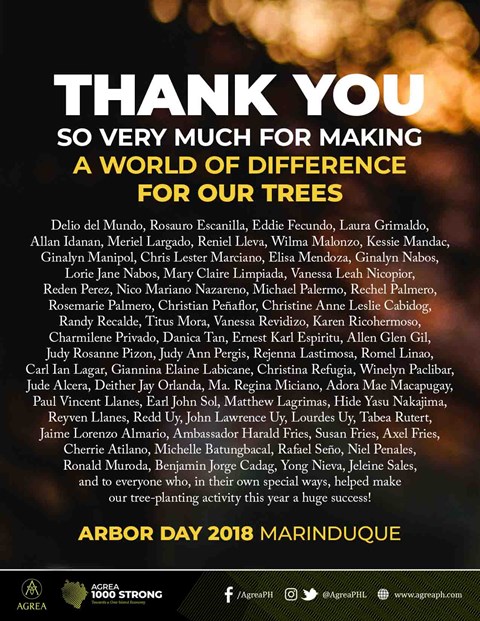 THANK YOU
SO VERY MUCH FOR MAKING
A WORLD OF DIFFERENCE
FOR OUR TREES
Delio del Mundo, Rosauro Escanilla, Eddie Fecundo, Laura Grimaldo,
Allan Idanan, Meriel Largado, Reniel Lleva, Wilma Malonzo, Kessie Mandac,
Ginalyn Manipol, Chris Lester Marciano, Elisa Mendoza, Ginalyn Nabos,
Lorie Jane Nabos, Mary Claire Limpiada, Vanessa Leah Nicopior,
Reden Perez, Nico Mariano Nazareno, Michael Palermo, Rechel Palmero,
Rosemarie Palmero, Christian Peñaflor, Christine Anne Leslie Cabidog,
Randy Recalde, Titus Mora, Vanessa Revidizo, Karen Ricohermoso,
Charmilene Privado, Danica Tan, Ernest Karl Espiritu, Allen Glen Gil,
Judy Rosanne Pizon, Judy Ann Pergis, Rejenna Lastimosa, Romel Linao,
Carl Ian Lagar, Giannina Elaine Labicane, Christina Refugia, Winelyn Paclibar,
Jude Alcera, Deither Jay Orlanda, Ma. Regina Miciano, Adora Mae Macapugay,
Paul Vincent Llanes, Earl John Sol, Matthew Lagrimas, Hide Yasu Nakajima,
Reyven Llanes, Redd Uy, John Lawrence Uy, Lourdes Uy, Tabea Rutert,
Jaime Lorenzo Almario, Ambassador Harald Fries, Susan Fries, Axel Fries,
Cherrie Atilano, Michelle Batungbacal, Rafael Seño, Niel Penales,
Ronald Muroda, Benjamin Jorge Cadag, Yong Nieva, Jeleine Sales,
and to everyone who, in their own special ways, helped make
our tree-planting activity this year a huge success!
ARBOR DAY 2018 MARINDUQUE
AGREA
AGREA
1000 STRONG
Towards a One Island Economy
/AgreaPH
@AgreaPHL
www.agreaph.com